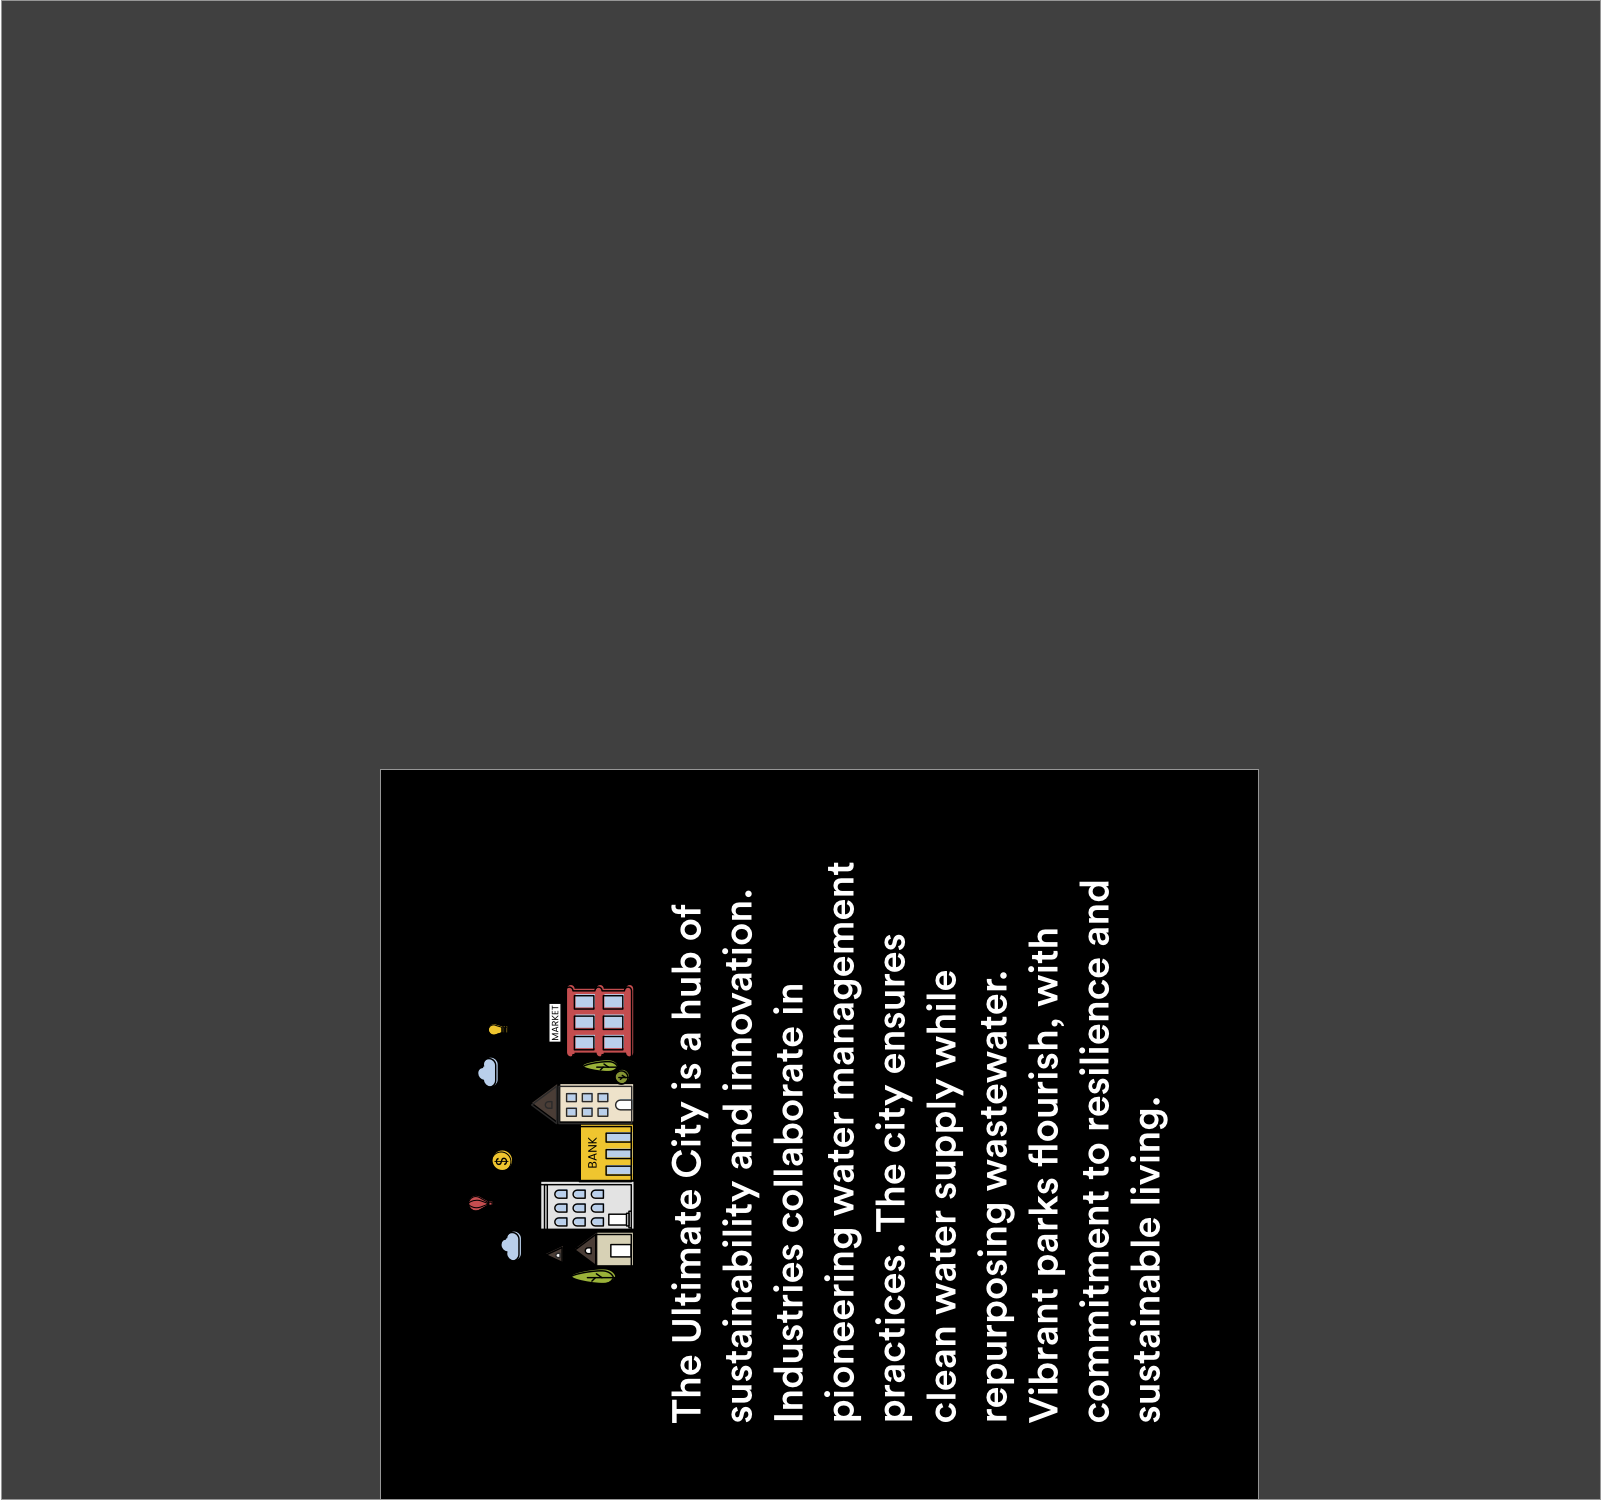 MARKET
BANK
$
The Ultimate City is a hub of
sustainability and innovation.
Industries collaborate in
pioneering water management
practices. The city ensures
clean water supply while
repurposing wastewater.
Vibrant parks flourish, with
commitment to resilience and
sustainable living.